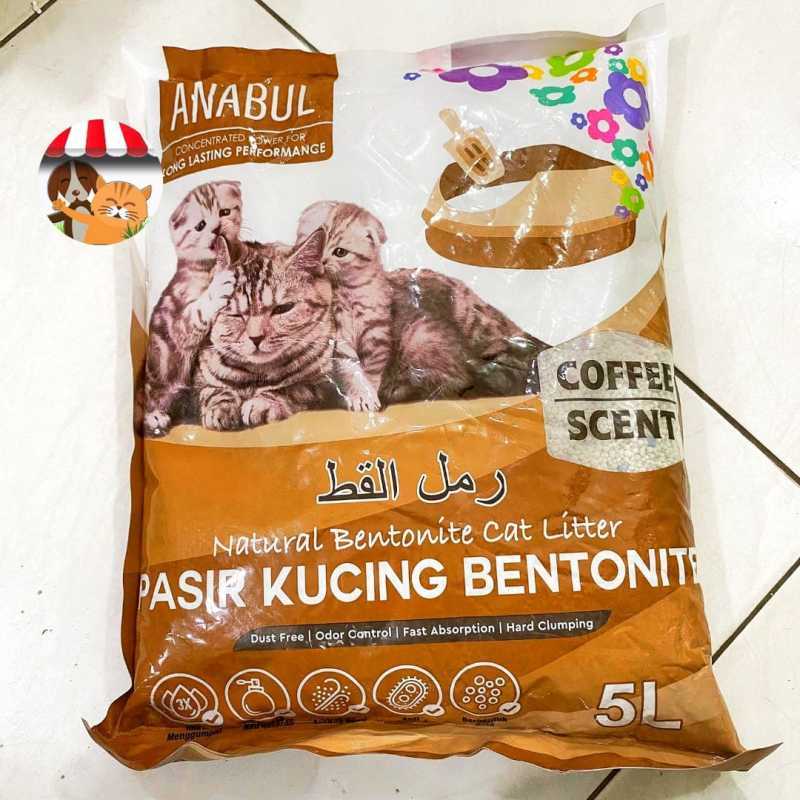 ANABUL
CONCENTRATED POWER FOR
LONG LASTING PERFORMANCE
COFFEE
SCENT
رمل القط
Natural Bentonite Cat Litter
PASIR KUCING BENTONITE
Dust Free | Odor Control | Fast Absorption | Hard Clumping
3X
Menggumpal
5L